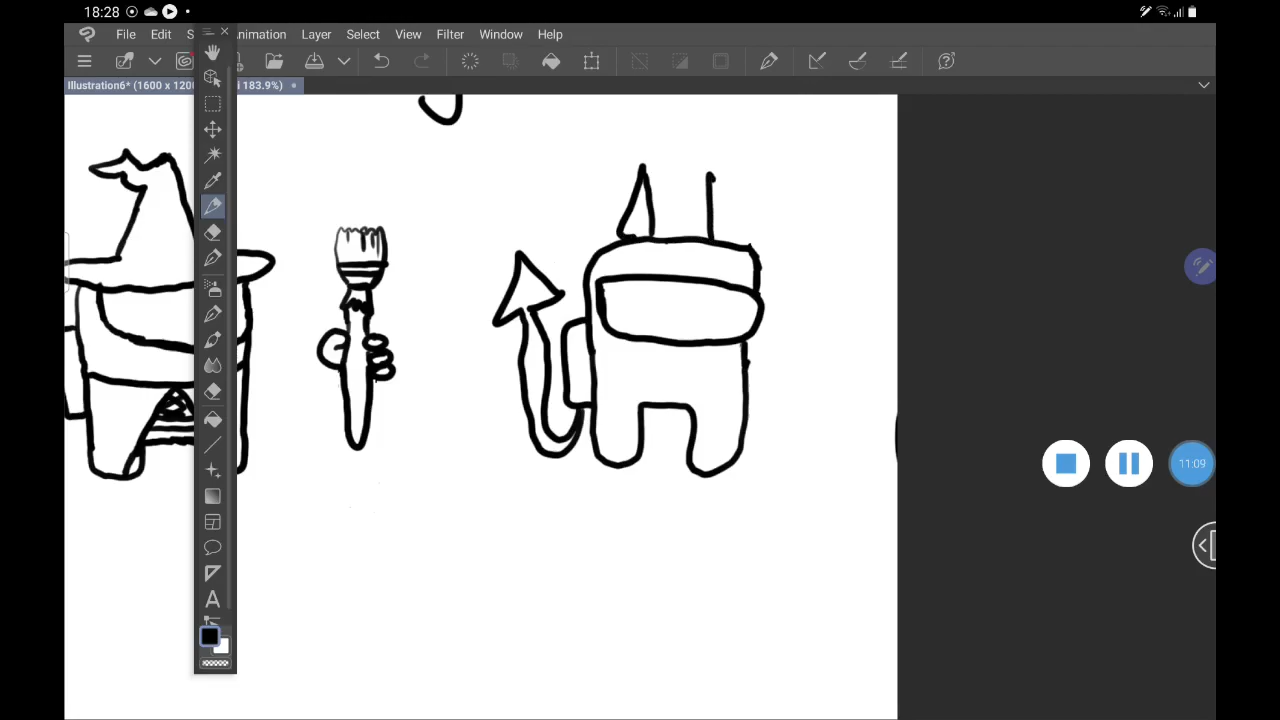 18:28
File Edit S nimation Layer Select View Filter Window Help
Illustration6* (1600 x 120 i 183.9%)
A
11:09